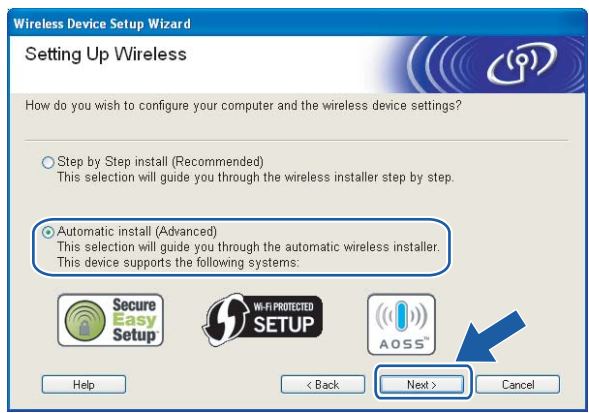 Wireless Device Setup Wizard
Setting Up Wireless
How do you wish to configure your computer and the wireless device settings?
Step by Step install (Recommended)
This selection will guide you through the wireless installer step by step.
Automatic install (Advanced)
This selection will guide you through the automatic wireless installer.
This device supports the following systems:
Secure
Easy
Setup
Wi-Fi PROTECTED
SETUP
AOSS™
Help
< Back
Next >
Cancel